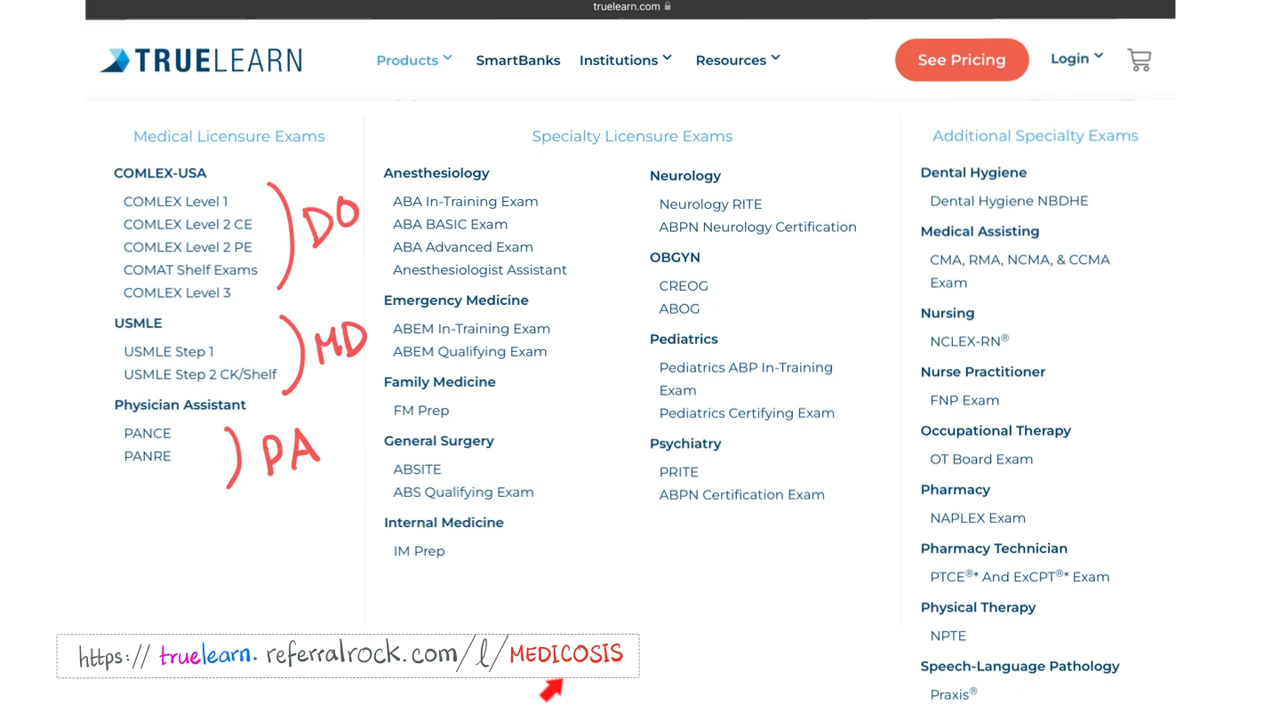 truelearn.com
TRUELEARN
Products
SmartBanks
Institutions
Resources
See Pricing
Login
Medical Licensure Exams
COMLEX-USA
COMLEX Level 1
COMLEX Level 2 CE
COMLEX Level 2 PE
COMAT Shelf Exams
COMLEX Level 3
DO
USMLE
USMLE Step 1
USMLE Step 2 CK/Shelf
MD
Physician Assistant
PANCE
PANRE
PA
Specialty Licensure Exams
Anesthesiology
ABA In-Training Exam
ABA BASIC Exam
ABA Advanced Exam
Anesthesiologist Assistant
Emergency Medicine
ABEM In-Training Exam
ABEM Qualifying Exam
Family Medicine
FM Prep
General Surgery
ABSITE
ABS Qualifying Exam
Internal Medicine
IM Prep
Neurology
Neurology RITE
ABPN Neurology Certification
OBGYN
CREOG
ABOG
Pediatrics
Pediatrics ABP In-Training
Exam
Pediatrics Certifying Exam
Psychiatry
PRITE
ABPN Certification Exam
Additional Specialty Exams
Dental Hygiene
Dental Hygiene NBDHE
Medical Assisting
CMA, RMA, NCMA, & CCMA
Exam
Nursing
NCLEX-RN®
Nurse Practitioner
FNP Exam
Occupational Therapy
OT Board Exam
Pharmacy
NAPLEX Exam
Pharmacy Technician
PTCE®* And ExCPT®* Exam
Physical Therapy
NPTE
Speech-Language Pathology
Praxis®
https://truelearn.referralrock.com/l/MEDICOSIS